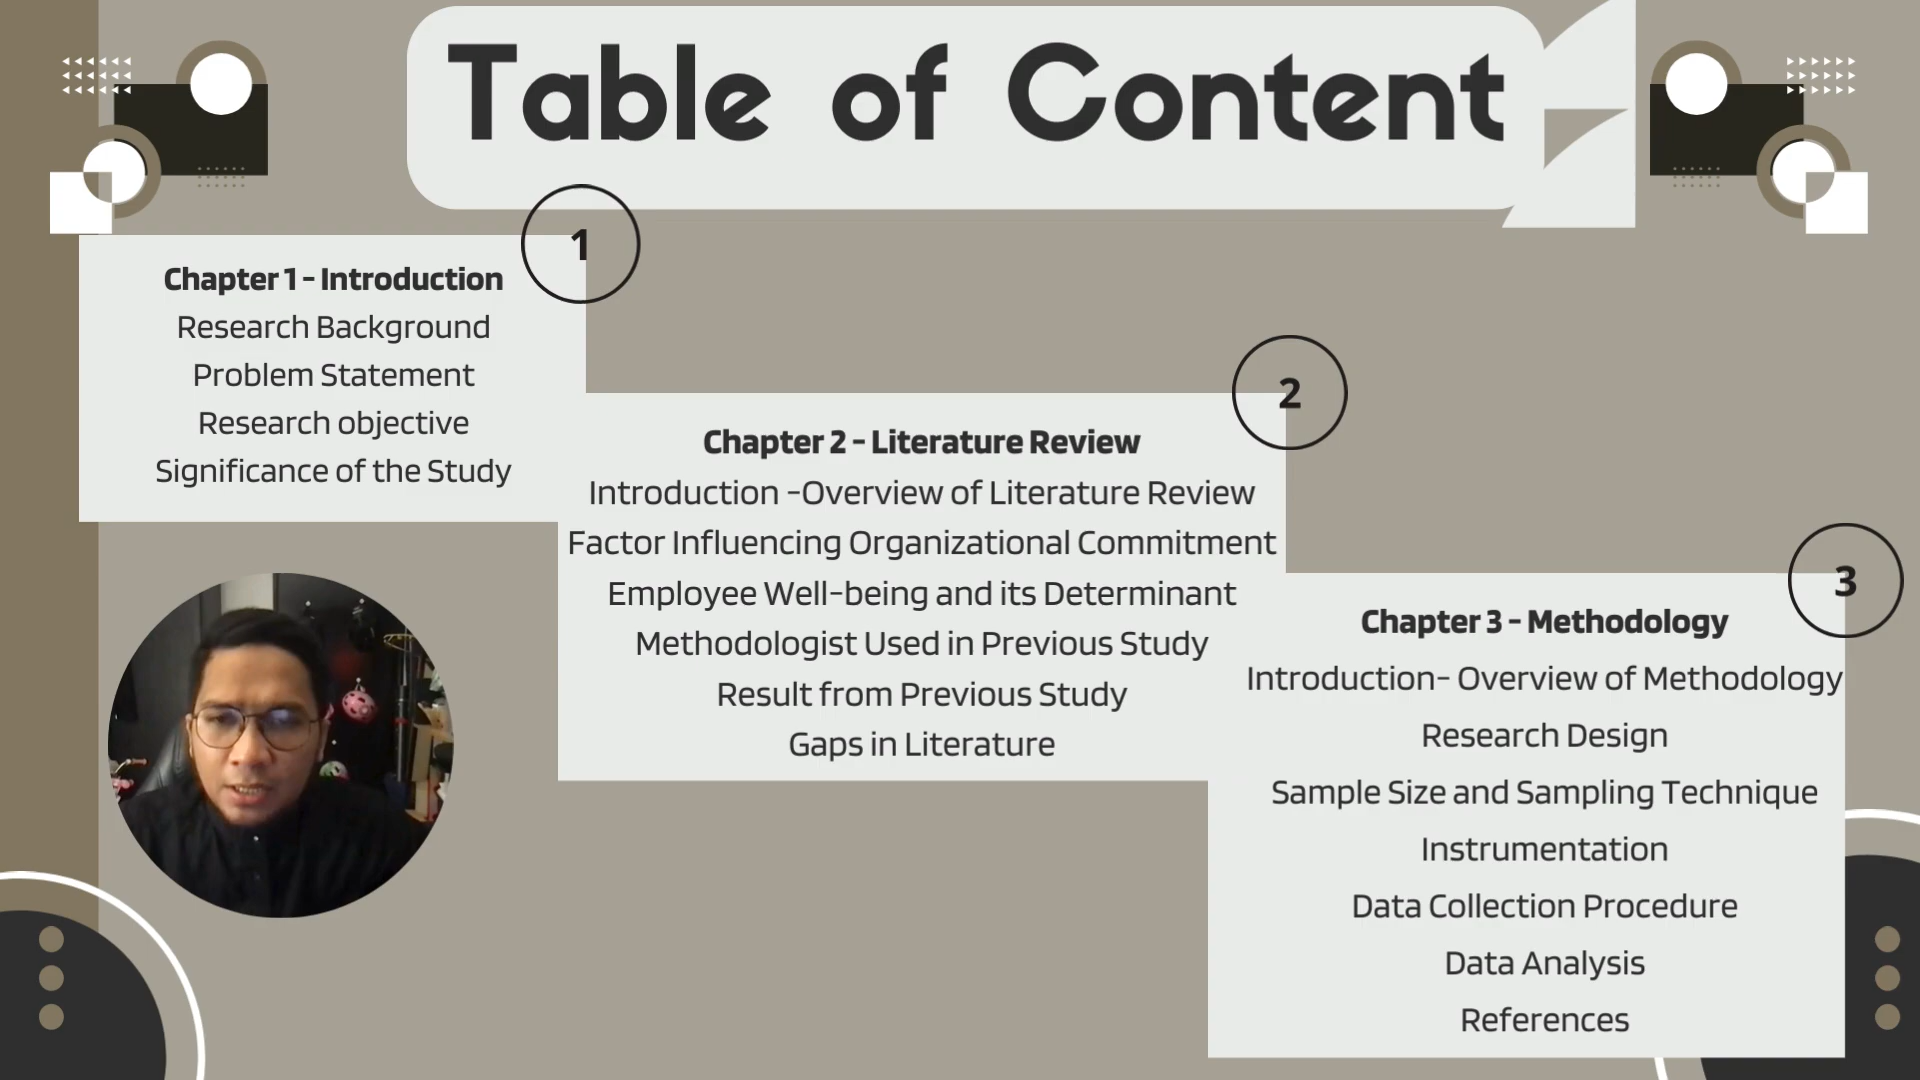 Table of Content
1
Chapter 1 - Introduction
Research Background
Problem Statement
Research objective
Significance of the Study
2
Chapter 2 - Literature Review
Introduction -Overview of Literature Review
Factor Influencing Organizational Commitment
Employee Well-being and its Determinant
Methodologist Used in Previous Study
Result from Previous Study
Gaps in Literature
3
Chapter 3 - Methodology
Introduction- Overview of Methodology
Research Design
Sample Size and Sampling Technique
Instrumentation
Data Collection Procedure
Data Analysis
References